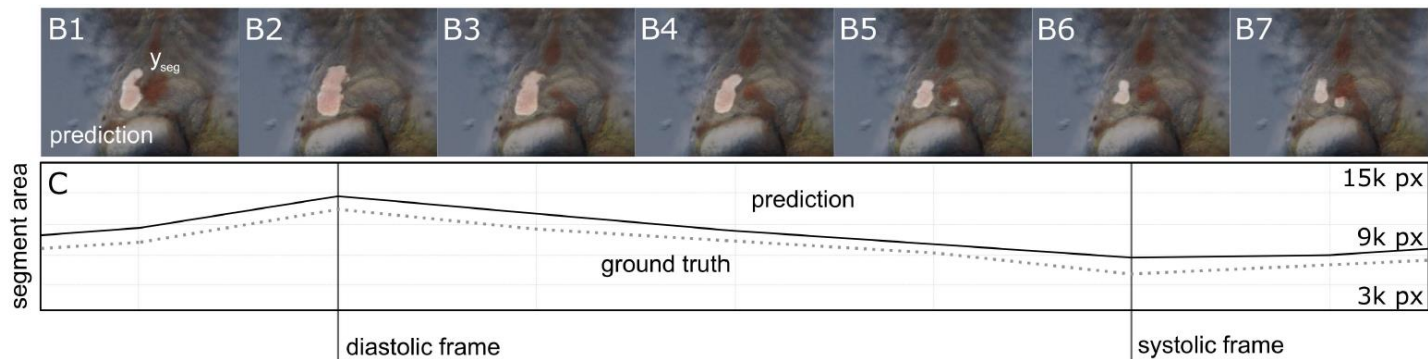 B1 B2 B3 B4 B5 B6 B7
y_seg
prediction
C
segment area
15k px
prediction
9k px
ground truth
3k px
diastolic frame
systolic frame